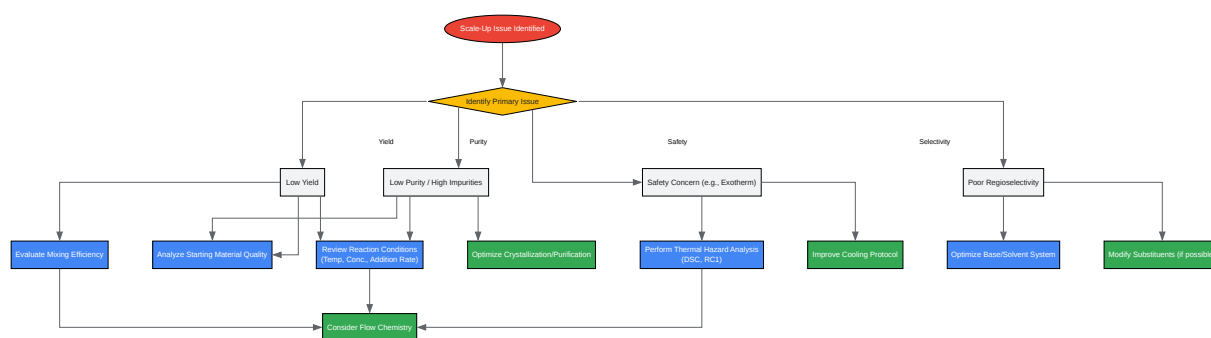 Scale-Up Issue Identified
Identify Primary Issue
Yield
Purity
Safety
Selectivity
Low Yield
Low Purity / High Impurities
Safety Concern (e.g., Exotherm)
Poor Regioselectivity
Evaluate Mixing Efficiency
Analyze Starting Material Quality
Review Reaction Conditions
(Temp, Conc., Addition Rate)
Optimize Crystallization/Purification
Perform Thermal Hazard Analysis
(DSC, RC1)
Improve Cooling Protocol
Optimize Base/Solvent System
Modify Substituents (if possible
Consider Flow Chemistry